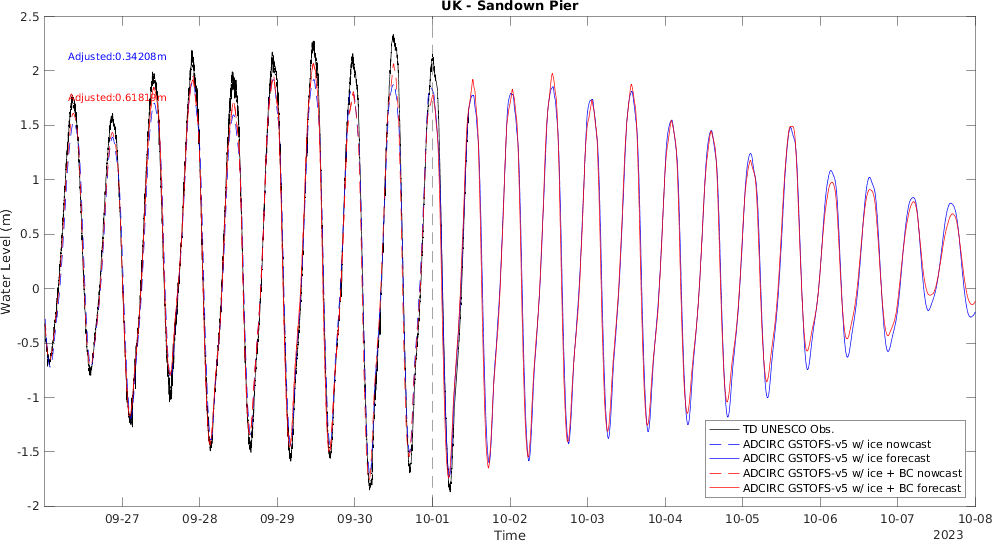 UK - Sandown Pier
2.5
2
1.5
1
0.5
0
-0.5
-1
-1.5
-2
Water Level (m)
Adjusted:0.34208m
TD UNESCO Obs.
ADCIRC GSTOFS-v5 w/ ice nowcast
ADCIRC GSTOFS-v5 w/ ice forecast
ADCIRC GSTOFS-v5 w/ ice + BC nowcast
ADCIRC GSTOFS-v5 w/ ice + BC forecast
09-27 09-28 09-29 09-30 10-01 10-02 10-03 10-04 10-05 10-06 10-07 10-08
Time
2023